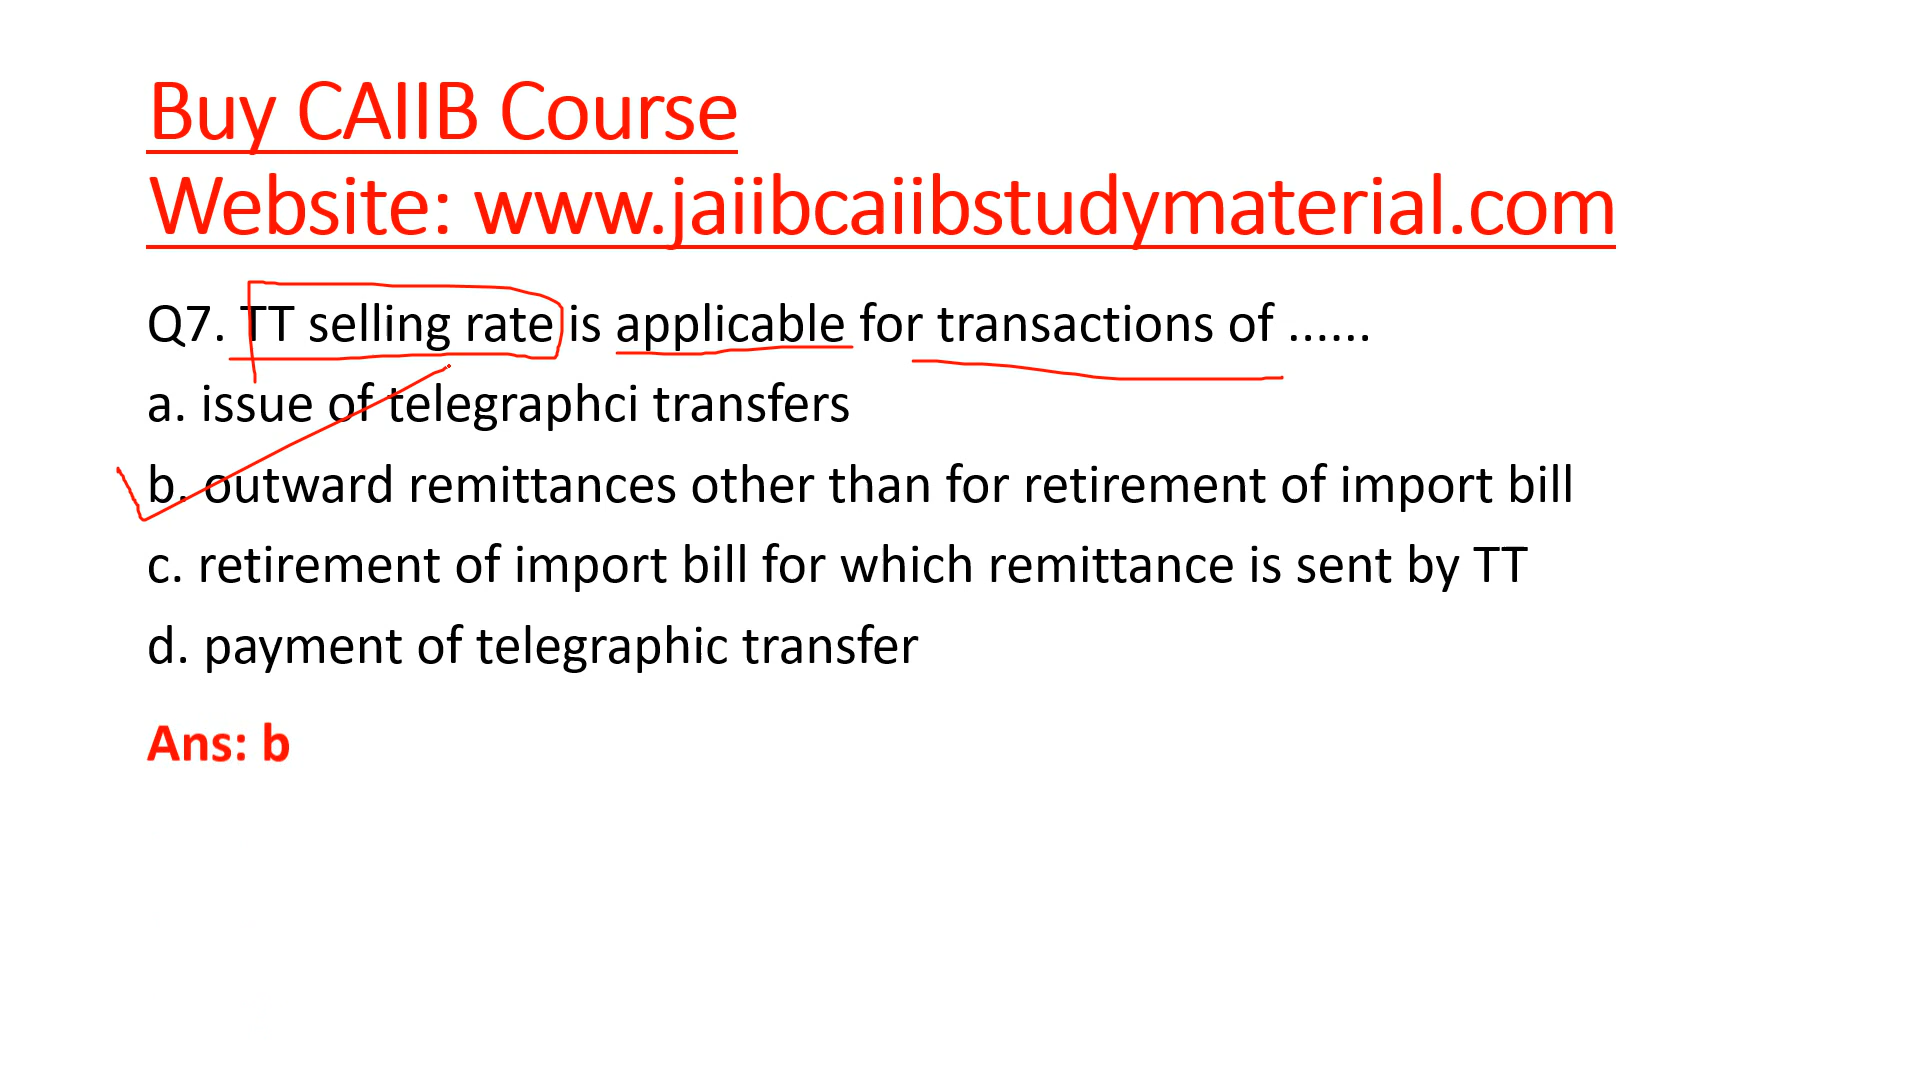 Buy CAIIB Course
Website: www.jaiibcaiibstudymaterial.com
Q7. TT selling rate is applicable for transactions of ......
a. issue of telegraphci transfers
b. outward remittances other than for retirement of import bill
c. retirement of import bill for which remittance is sent by TT
d. payment of telegraphic transfer
Ans: b